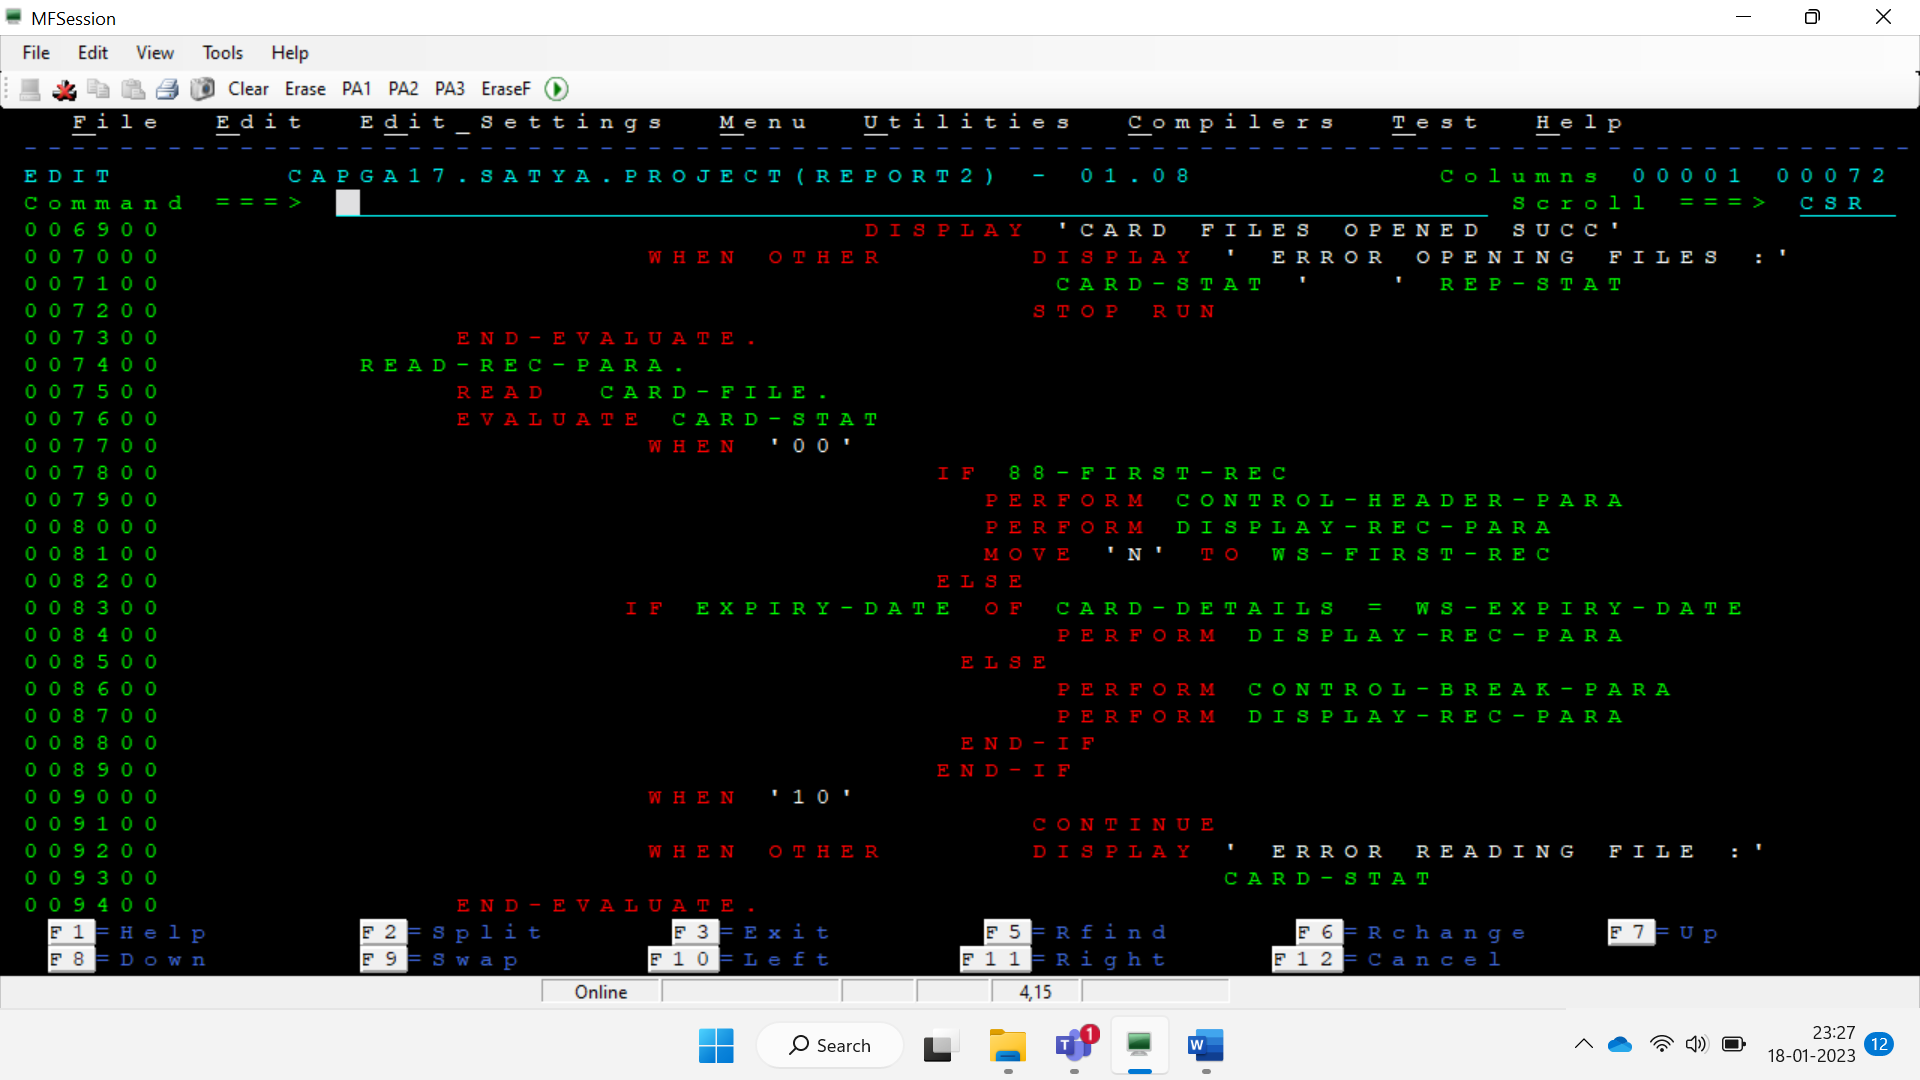 MFSession
File Edit View Tools Help
Clear Erase PA1 PA2 PA3 EraseF
File Edit Edit_Settings Menu Utilities Compilers Test Help
EDIT CAPGA17.SATYA.PROJECT(REPORT2) - 01.08 Columns 00001 00072
Command ===> Scroll ===> CSR
006900 DISPLAY 'CARD FILES OPENED SUCC'
007000 WHEN OTHER DISPLAY ' ERROR OPENING FILES :'
007100 CARD-STAT ' ' REP-STAT
007200 STOP RUN
007300 END-EVALUATE.
007400 READ-REC-PARA.
007500 READ CARD-FILE.
007600 EVALUATE CARD-STAT
007700 WHEN '00'
007800 IF 88-FIRST-REC
007900 PERFORM CONTROL-HEADER-PARA
008000 PERFORM DISPLAY-REC-PARA
008100 MOVE 'N' TO WS-FIRST-REC
008200 ELSE
008300 IF EXPIRY-DATE OF CARD-DETAILS = WS-EXPIRY-DATE
008400 PERFORM DISPLAY-REC-PARA
008500 ELSE
008600 PERFORM CONTROL-BREAK-PARA
008700 PERFORM DISPLAY-REC-PARA
008800 END-IF
008900 END-IF
009000 WHEN '10'
009100 CONTINUE
009200 WHEN OTHER DISPLAY ' ERROR READING FILE :'
009300 CARD-STAT
009400 END-EVALUATE.
F1=Help F2=Split F3=Exit F5=Rfind F6=Rchange F7=Up
F8=Down F9=Swap F10=Left F11=Right F12=Cancel
Online 4,15
Search 1 T W 23:27 12
18-01-2023